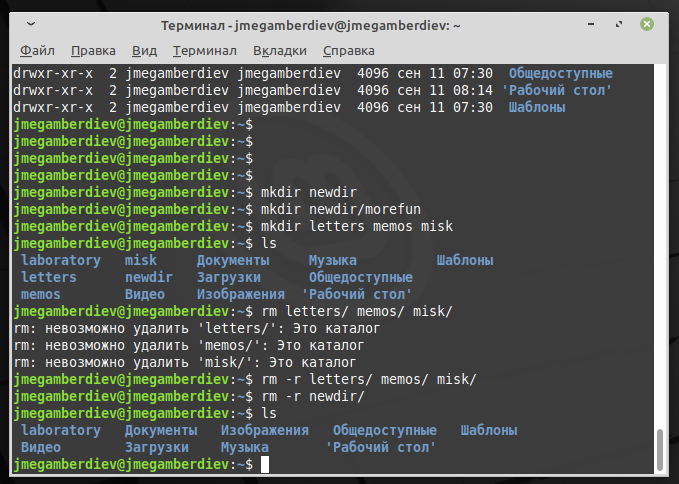 Терминал - jmegamberdiev@jmegamberdiev: ~
Файл Правка Вид Терминал Вкладки Справка
drwxr-xr-x  2 jmegamberdiev jmegamberdiev  4096 сен 11 07:30  Общедоступные
drwxr-xr-x  2 jmegamberdiev jmegamberdiev  4096 сен 11 08:14 'Рабочий стол'
drwxr-xr-x  2 jmegamberdiev jmegamberdiev  4096 сен 11 07:30  Шаблоны
jmegamberdiev@jmegamberdiev:~$
jmegamberdiev@jmegamberdiev:~$
jmegamberdiev@jmegamberdiev:~$
jmegamberdiev@jmegamberdiev:~$
jmegamberdiev@jmegamberdiev:~$ mkdir newdir
jmegamberdiev@jmegamberdiev:~$ mkdir newdir/morefun
jmegamberdiev@jmegamberdiev:~$ mkdir letters memos misk
jmegamberdiev@jmegamberdiev:~$ ls
laboratory   misk     Документы     Музыка          Шаблоны
letters      newdir   Загрузки      Общедоступные
memos        Видео    Изображения  'Рабочий стол'
jmegamberdiev@jmegamberdiev:~$ rm letters/ memos/ misk/
rm: невозможно удалить 'letters/': Это каталог
rm: невозможно удалить 'memos/': Это каталог
rm: невозможно удалить 'misk/': Это каталог
jmegamberdiev@jmegamberdiev:~$ rm -r letters/ memos/ misk/
jmegamberdiev@jmegamberdiev:~$ rm -r newdir/
jmegamberdiev@jmegamberdiev:~$ ls
laboratory   Документы   Изображения   Общедоступные   Шаблоны
Видео        Загрузки    Музыка       'Рабочий стол'
jmegamberdiev@jmegamberdiev:~$